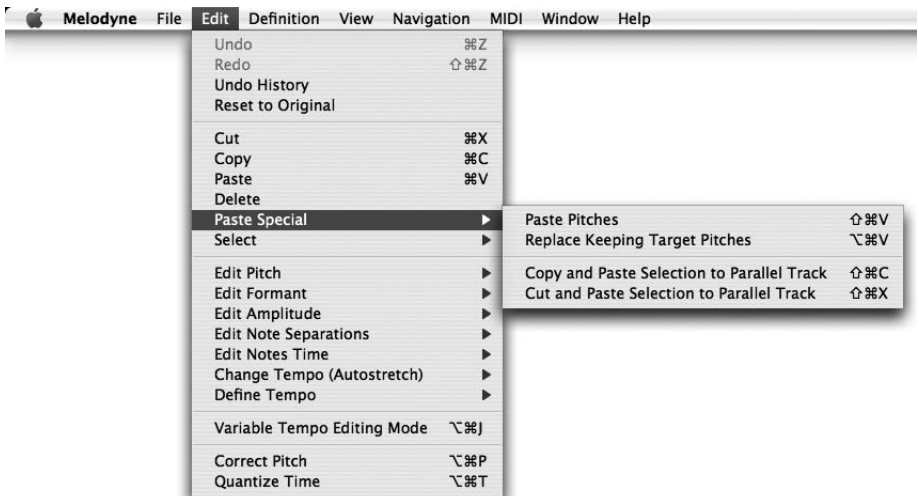 Melodyne File Edit Definition View Navigation MIDI Window Help
Undo ⌘Z
Redo ⇧⌘Z
Undo History
Reset to Original
Cut ⌘X
Copy ⌘C
Paste ⌘V
Delete
Paste Special
Select
Edit Pitch
Edit Formant
Edit Amplitude
Edit Note Separations
Edit Notes Time
Change Tempo (Autostretch)
Define Tempo
Variable Tempo Editing Mode ⌥⌘J
Correct Pitch ⌥⌘P
Quantize Time ⌥⌘T
Paste Pitches ⇧⌘V
Replace Keeping Target Pitches ⌥⌘V
Copy and Paste Selection to Parallel Track ⇧⌘C
Cut and Paste Selection to Parallel Track ⇧⌘X